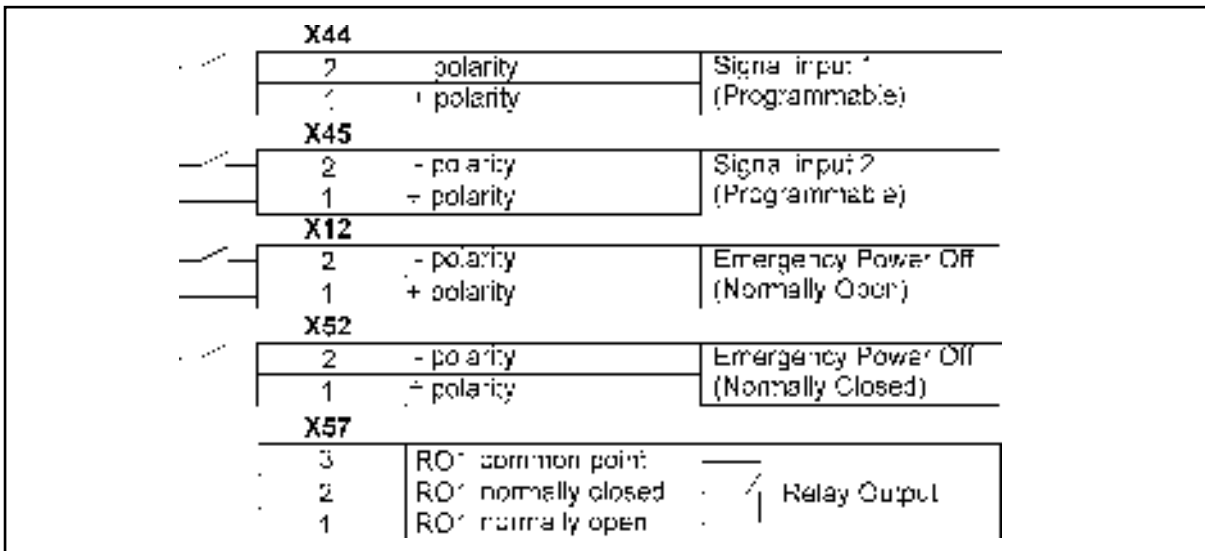 X44
2 polarity Signal input 1
1 + polarity (Programmable)
X45
2 - polarity Signal input 2
1 + polarity (Programmable)
X12
2 - polarity Emergency Power Off
1 + polarity (Normally Open)
X52
2 - polarity Emergency Power Off
1 + polarity (Normally Closed)
X57
3 RO1 common point
2 RO1 normally closed Relay Output
1 RO1 normally open